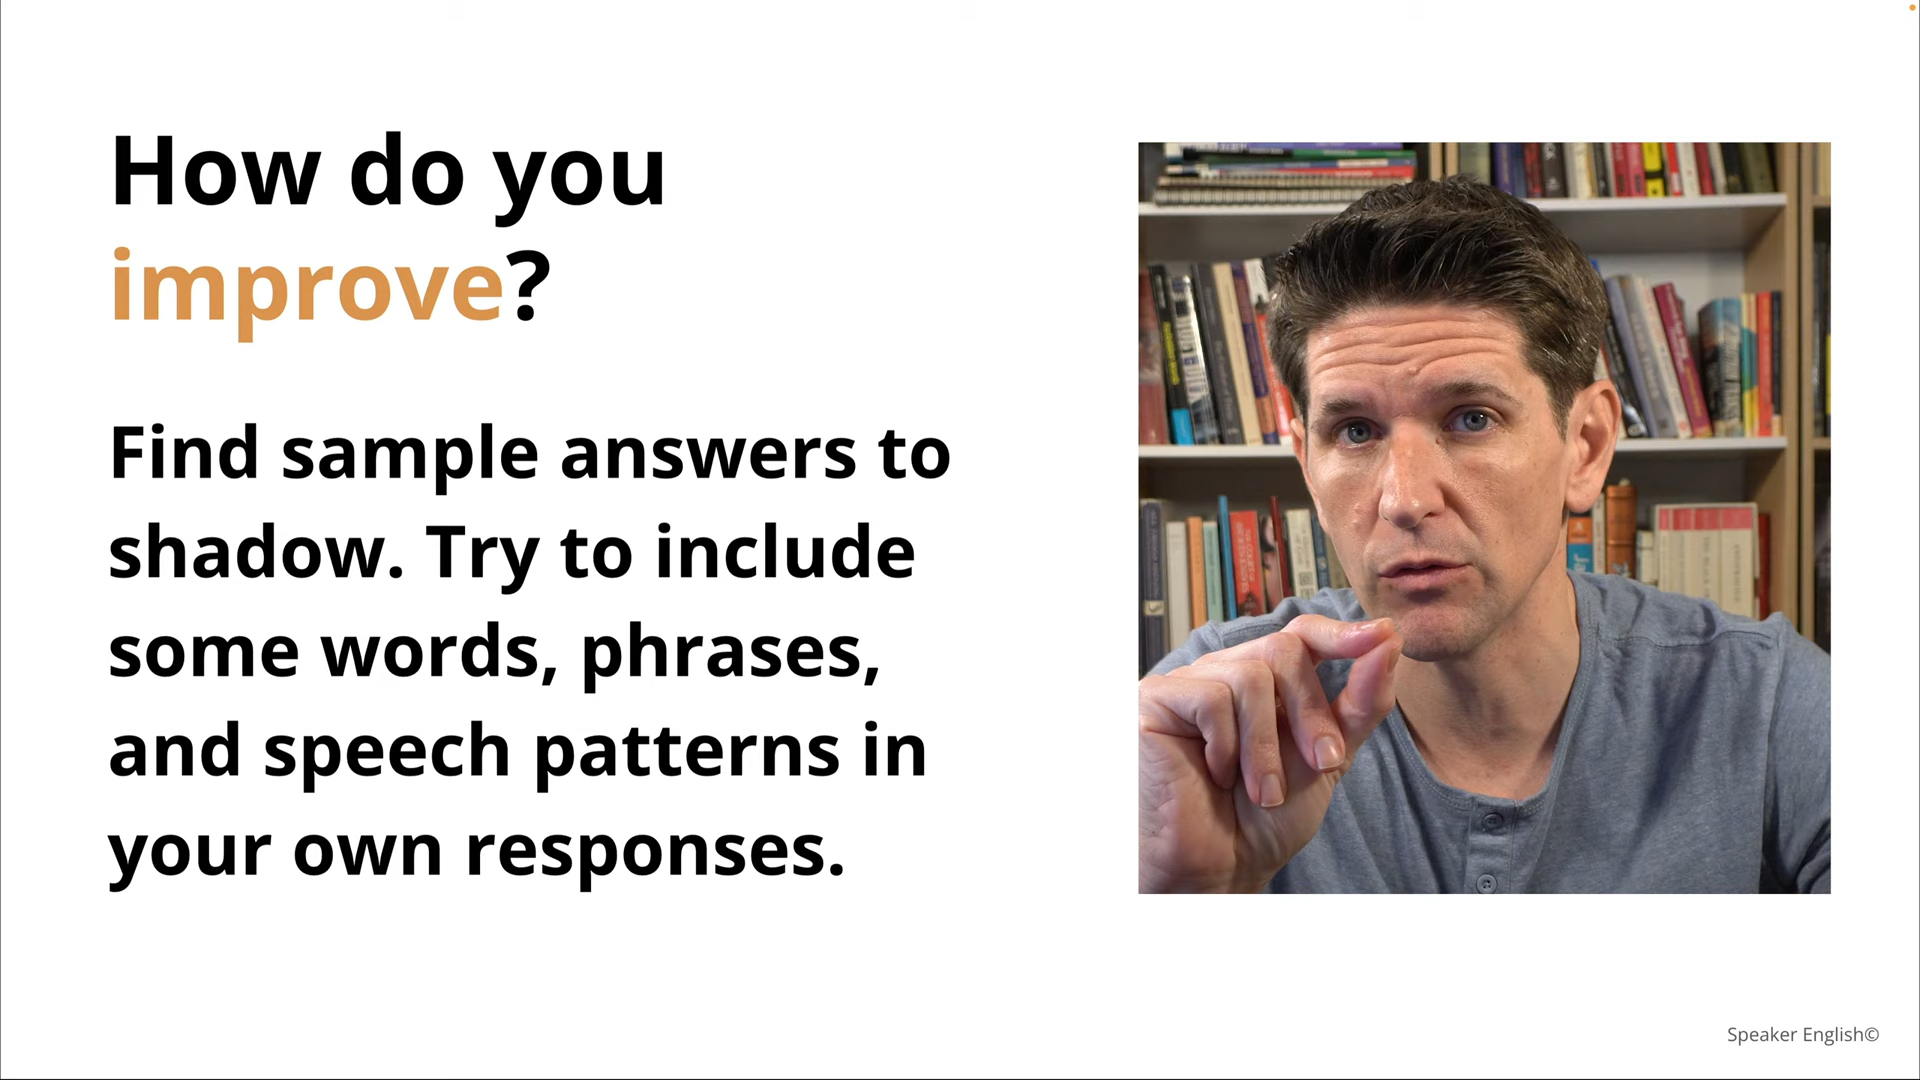 How do you
improve?
Find sample answers to
shadow. Try to include
some words, phrases,
and speech patterns in
your own responses.
Speaker English©